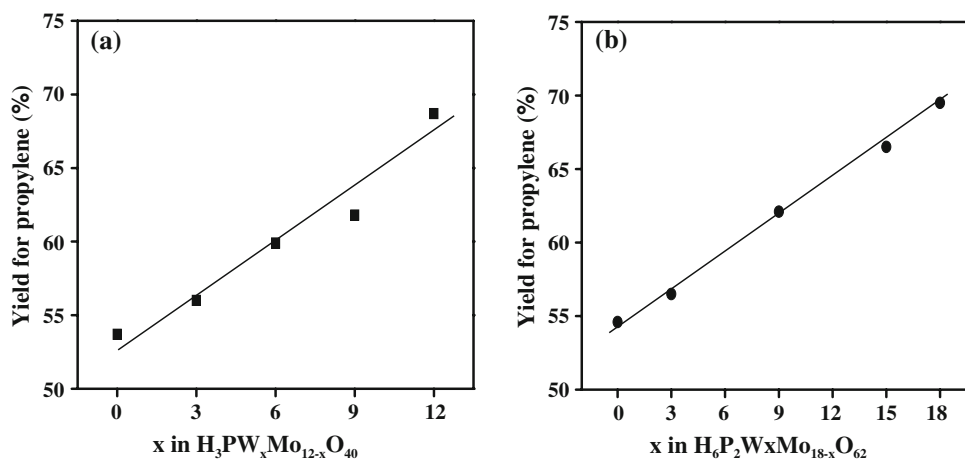 (a)
Yield for propylene (%)
75
70
65
60
55
50
0 3 6 9 12
x in H₃PWₓMo₁₂₋ₓO₄₀
(b)
Yield for propylene (%)
75
70
65
60
55
50
0 3 6 9 12 15 18
x in H₆P₂WxMo₁₈₋ₓO₆₂